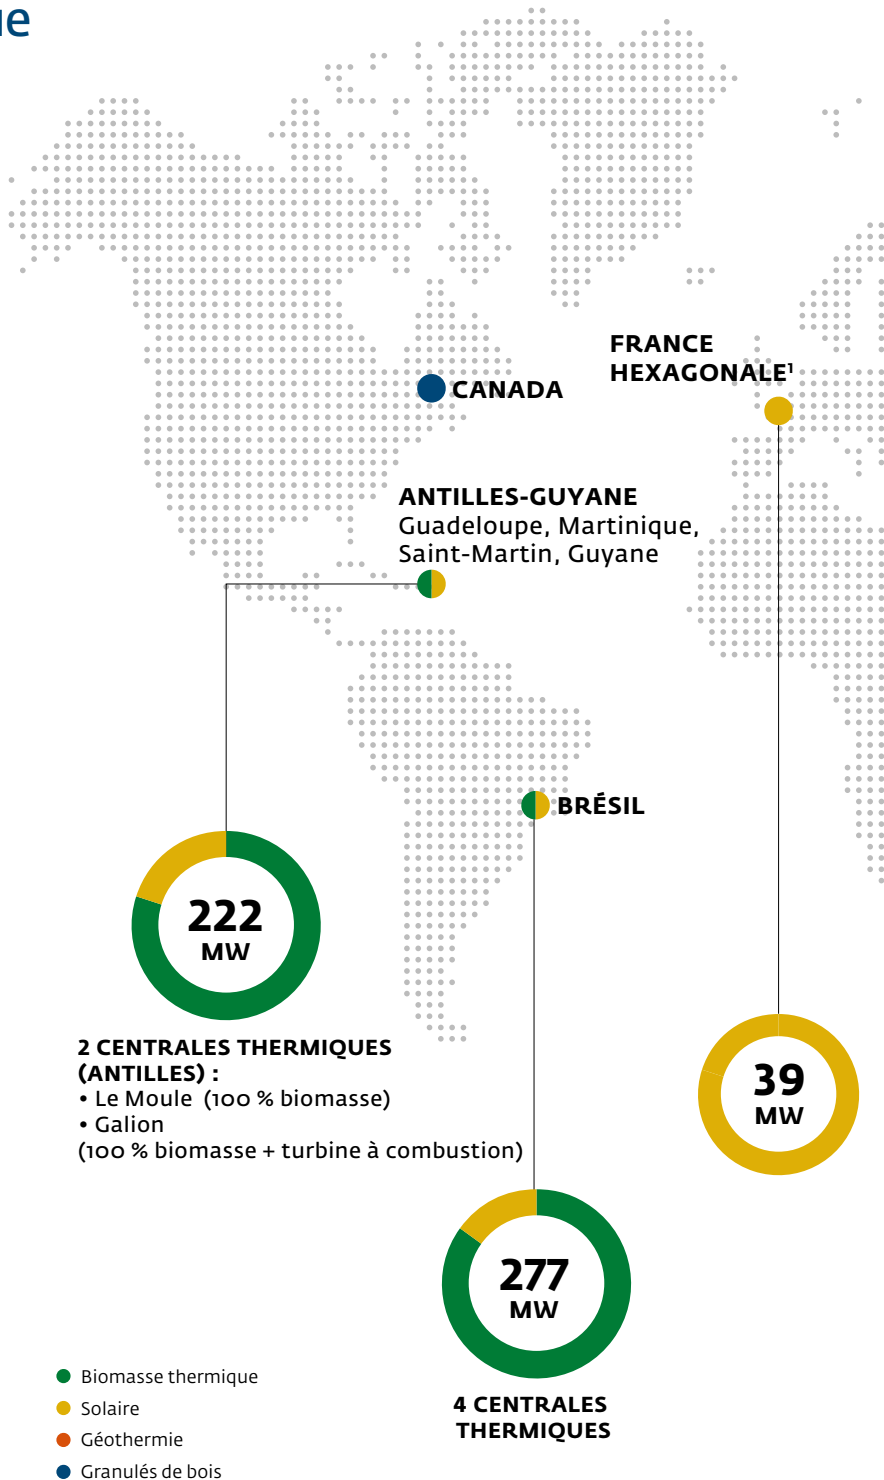 FRANCE
HEXAGONALE¹
CANADA
ANTILLES-GUYANE
Guadeloupe, Martinique,
Saint-Martin, Guyane
BRÉSIL
222
MW
2 CENTRALES THERMIQUES
(ANTILLES) :
• Le Moule (100 % biomasse)
• Galion
(100 % biomasse + turbine à combustion)
39
MW
277
MW
4 CENTRALES
THERMIQUES
Biomasse thermique
Solaire
Géothermie
Granulés de bois